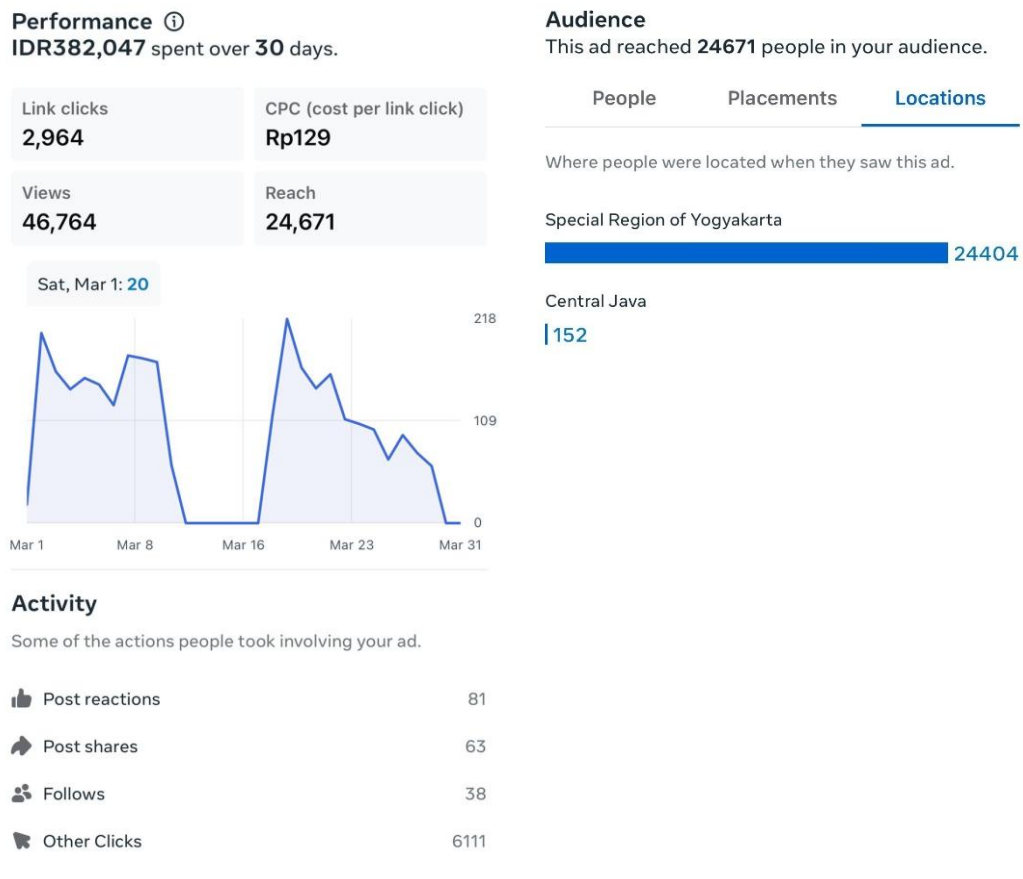 Performance
IDR382,047 spent over 30 days.
Link clicks
2,964
CPC (cost per link click)
Rp129
Views
46,764
Reach
24,671
Sat, Mar 1: 20
218
109
0
Mar 1
Mar 8
Mar 16
Mar 23
Mar 31
Activity
Some of the actions people took involving your ad.
Post reactions
81
Post shares
63
Follows
38
Other Clicks
6111
Audience
This ad reached 24671 people in your audience.
People
Placements
Locations
Where people were located when they saw this ad.
Special Region of Yogyakarta
24404
Central Java
152